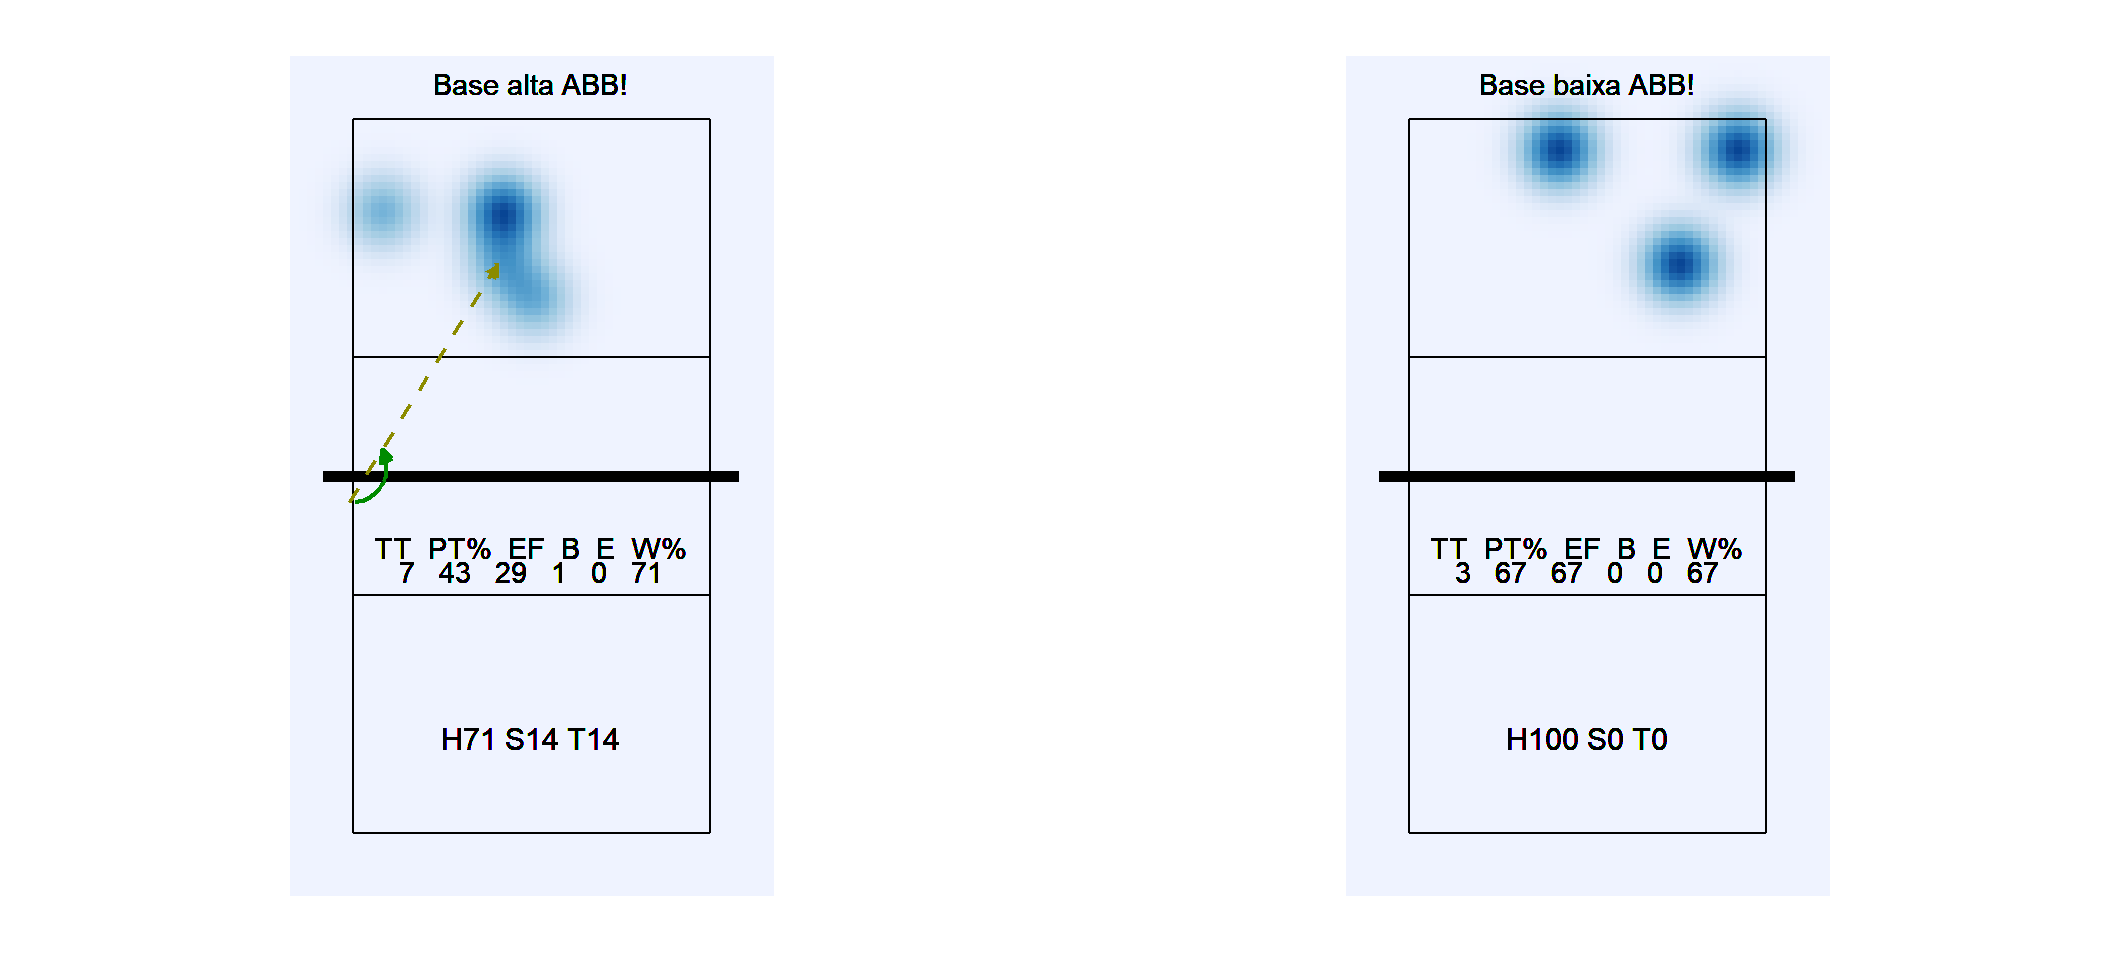 Base alta ABB!
TT PT% EF B E W%
7 43 29 1 0 71
H71 S14 T14
Base baixa ABB!
TT PT% EF B E W%
3 67 67 0 0 67
H100 S0 T0